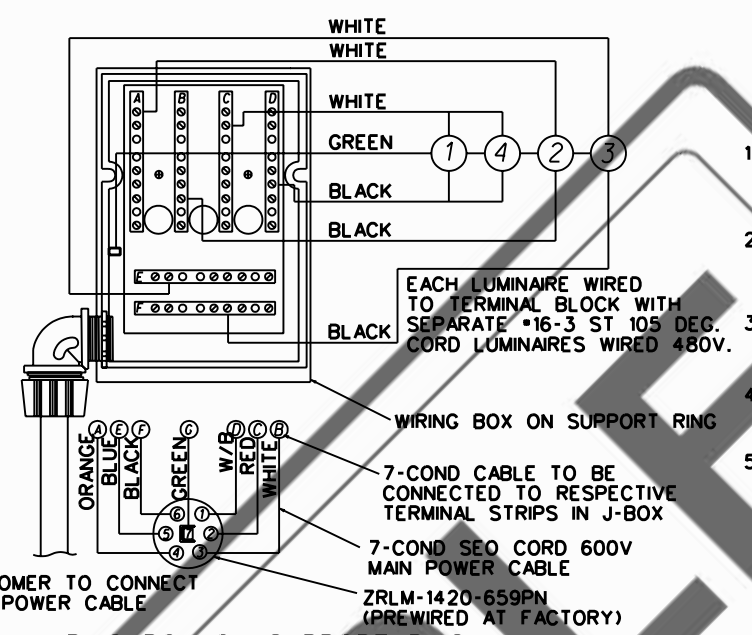 WHITE
WHITE
WHITE
GREEN
BLACK
BLACK
BLACK
A B C D
E
F
1 4 2 3
EACH LUMINAIRE WIRED
TO TERMINAL BLOCK WITH
SEPARATE #16-3 ST 105 DEG.
CORD LUMINAIRES WIRED 480V.
WIRING BOX ON SUPPORT RING
A E F G D C B
ORANGE
BLUE
BLACK
GREEN
W/B
RED
WHITE
6 1
5 7 2
4 3
7-COND CABLE TO BE
CONNECTED TO RESPECTIVE
TERMINAL STRIPS IN J-BOX
7-COND SEO CORD 600V
MAIN POWER CABLE
ZRLM-1420-659PN
(PREWIRED AT FACTORY)
OMER TO CONNECT
POWER CABLE
1
2
3
4
5